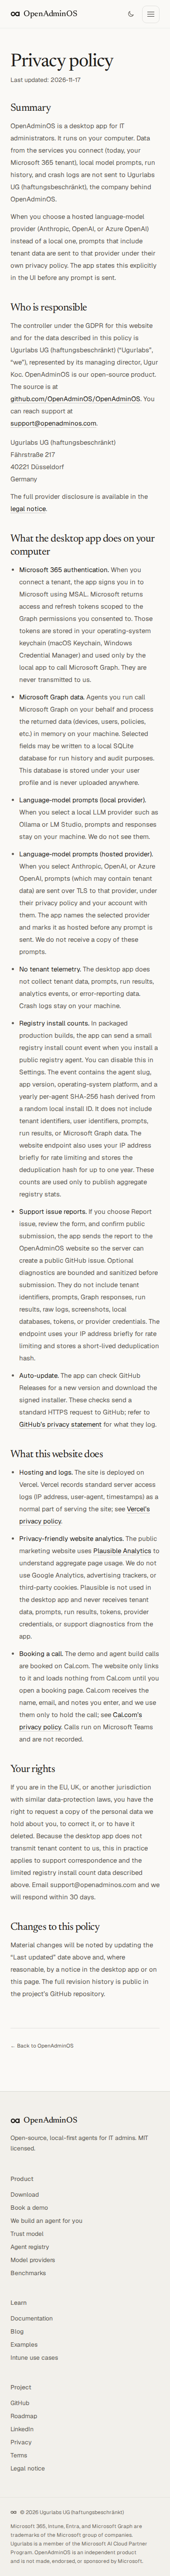 OpenAdminOS
Privacy policy
Last updated: 2026-11-17
Summary
OpenAdminOS is a desktop app for IT
administrators. It runs on your computer. Data
from the services you connect (today, your
Microsoft 365 tenant), local model prompts, run
history, and crash logs are not sent to Ugurlabs
UG (haftungsbeschränkt), the company behind
OpenAdminOS.
When you choose a hosted language-model
provider (Anthropic, OpenAI, or Azure OpenAI)
instead of a local one, prompts that include
tenant data are sent to that provider under their
own privacy policy. The app states this explicitly
in the UI before any prompt is sent.
Who is responsible
The controller under the GDPR for this website
and for the data described in this policy is
Ugurlabs UG (haftungsbeschränkt) ("Ugurlabs",
"we"), represented by its managing director, Ugur
Koc. OpenAdminOS is our open-source product.
The source is at
github.com/OpenAdminOS/OpenAdminOS. You
can reach support at
support@openadminos.com.
Ugurlabs UG (haftungsbeschränkt)
Fährstraße 217
40221 Düsseldorf
Germany
The full provider disclosure is available in the
legal notice.
What the desktop app does on your
computer
Microsoft 365 authentication. When you
connect a tenant, the app signs you in to
Microsoft using MSAL. Microsoft returns
access and refresh tokens scoped to the
Graph permissions you consented to. Those
tokens are stored in your operating-system
keychain (macOS Keychain, Windows
Credential Manager) and used only by the
local app to call Microsoft Graph. They are
never transmitted to us.
Microsoft Graph data. Agents you run call
Microsoft Graph on your behalf and process
the returned data (devices, users, policies,
etc.) in memory on your machine. Selected
fields may be written to a local SQLite
database for run history and audit purposes.
This database is stored under your user
profile and is never uploaded anywhere.
Language-model prompts (local provider).
When you select a local LLM provider such as
Ollama or LM Studio, prompts and responses
stay on your machine. We do not see them.
Language-model prompts (hosted provider).
When you select Anthropic, OpenAI, or Azure
OpenAI, prompts (which may contain tenant
data) are sent over TLS to that provider, under
their privacy policy and your account with
them. The app names the selected provider
and marks it as hosted before any prompt is
sent. We do not receive a copy of these
prompts.
No tenant telemetry. The desktop app does
not collect tenant data, prompts, run results,
analytics events, or error-reporting data.
Crash logs stay on your machine.
Registry install counts. In packaged
production builds, the app can send a small
registry install count event when you install a
public registry agent. You can disable this in
Settings. The event contains the agent slug,
app version, operating-system platform, and a
yearly per-agent SHA-256 hash derived from
a random local install ID. It does not include
tenant identifiers, user identifiers, prompts,
run results, or Microsoft Graph data. The
website endpoint also uses your IP address
briefly for rate limiting and stores the
deduplication hash for up to one year. These
counts are used only to publish aggregate
registry stats.
Support issue reports. If you choose Report
issue, review the form, and confirm public
submission, the app sends the report to the
OpenAdminOS website so the server can
create a public GitHub issue. Optional
diagnostics are bounded and sanitized before
submission. They do not include tenant
identifiers, prompts, Graph responses, run
results, raw logs, screenshots, local
databases, tokens, or provider credentials. The
endpoint uses your IP address briefly for rate
limiting and stores a short-lived deduplication
hash.
Auto-update. The app can check GitHub
Releases for a new version and download the
signed installer. These checks send a
standard HTTPS request to GitHub; refer to
GitHub's privacy statement for what they log.
What this website does
Hosting and logs. The site is deployed on
Vercel. Vercel records standard server access
logs (IP address, user-agent, timestamps) as a
normal part of serving the site; see Vercel's
privacy policy.
Privacy-friendly website analytics. The public
marketing website uses Plausible Analytics to
understand aggregate page usage. We do not
use Google Analytics, advertising trackers, or
third-party cookies. Plausible is not used in
the desktop app and never receives tenant
data, prompts, run results, tokens, provider
credentials, or support diagnostics from the
app.
Booking a call. The demo and agent build calls
are booked on Cal.com. The website only links
to it and loads nothing from Cal.com until you
open a booking page. Cal.com receives the
name, email, and notes you enter, and we use
them only to hold the call; see Cal.com's
privacy policy. Calls run on Microsoft Teams
and are not recorded.
Your rights
If you are in the EU, UK, or another jurisdiction
with similar data-protection laws, you have the
right to request a copy of the personal data we
hold about you, to correct it, or to have it
deleted. Because the desktop app does not
transmit tenant content to us, this in practice
applies to support correspondence and the
limited registry install count data described
above. Email support@openadminos.com and we
will respond within 30 days.
Changes to this policy
Material changes will be noted by updating the
"Last updated" date above and, where
appropriate, by a notice in the desktop app or on
this page. The full revision history is public in
the project's GitHub repository.
← Back to OpenAdminOS
OpenAdminOS
Open-source, local-first agents for IT admins. MIT
licensed.
Product
Download
Book a demo
We build an agent for you
Trust model
Agent registry
Model providers
Benchmarks
Learn
Documentation
Blog
Examples
Intune use cases
Project
GitHub
Roadmap
LinkedIn
Privacy
Terms
Legal notice
© 2026 Ugurlabs UG (haftungsbeschränkt)
Microsoft 365, Intune, Entra, and Microsoft Graph are
trademarks of the Microsoft group of companies.
Ugurlabs is a member of the Microsoft AI Cloud Partner
Program. OpenAdminOS is an independent product
and is not made, endorsed, or sponsored by Microsoft.